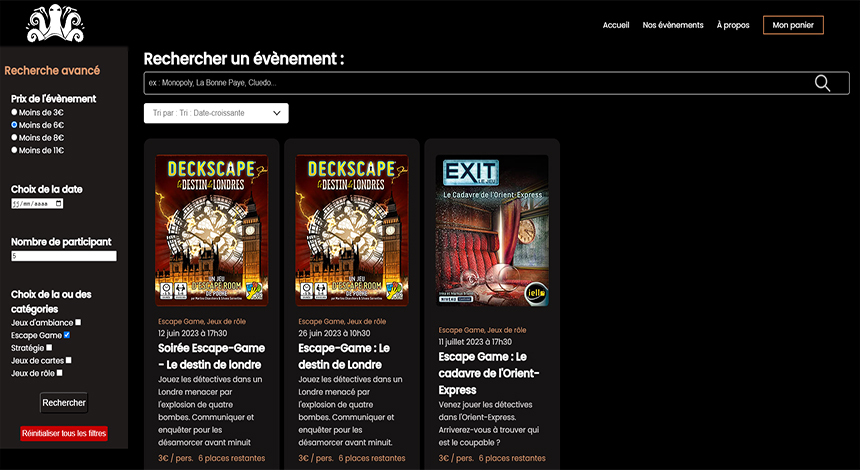 Accueil Nos évènements À propos Mon panier
Recherche avancé
Prix de l'évènement
Moins de 3€
Moins de 6€
Moins de 8€
Moins de 11€
Choix de la date
jj/mm/aaaa
Nombre de participant
5
Choix de la ou des
catégories
Jeux d'ambiance
Escape Game
Stratégie
Jeux de cartes
Jeux de rôle
Rechercher
Réinitialiser tous les filtres
Rechercher un évènement :
ex : Monopoly, La Bonne Paye, Cluedo...
Tri par : Tri : Date-croissante
DECKSCAPE
le DESTIN de LONDRES
UN JEU
D'ESCAPE ROOM
DE POCHE
Escape Game, Jeux de rôle
12 juin 2023 à 17h30
Soirée Escape-Game
- Le destin de londre
Jouez les détectives dans un
Londre menacer par
l'explosion de quatre
bombes. Communiquer et
enquêter pour les
désamorcer avant minuit
3€ / pers. 6 places restantes
DECKSCAPE
le DESTIN de LONDRES
UN JEU
D'ESCAPE ROOM
DE POCHE
Escape Game, Jeux de rôle
26 juin 2023 à 10h30
Escape-Game : Le
destin de Londres
Jouez les détectives dans un
Londre menacé par
l'explosion de quatre
bombes. Communiquer et
enquêter pour les
désamorcer avant minuit.
3€ / pers. 6 places restantes
EXIT
LE JEU
Le Cadavre de l'Orient-Express
NIVEAU
iello
Escape Game, Jeux de rôle
11 juillet 2023 à 17h30
Escape Game : Le
cadavre de l'Orient-
Express
Venez jouer les détectives
dans l'Orient-Express.
Arriverez-vous à trouver qui
est le coupable ?
3€ / pers. 6 places restantes